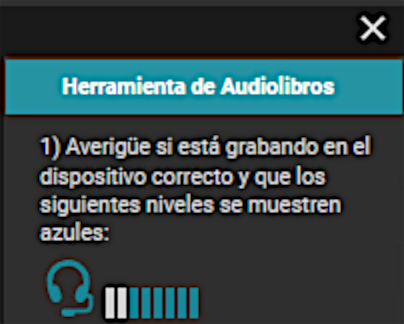 Herramienta de Audiolibros
1) Averigüe si está grabando en el
dispositivo correcto y que los
siguientes niveles se muestren
azules: